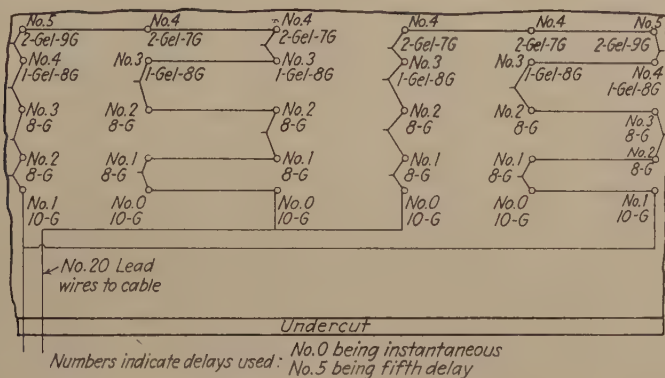 No.5 No.4 No.4 No.4 No.4 No.5
2-Gel-9G 2-Gel-7G 2-Gel-7G 2-Gel-7G 2-Gel-7G 2-Gel-9G
No.4 No.3 No.3 No.3 No.3 No.4
1-Gel-8G 1-Gel-8G 1-Gel-8G 1-Gel-8G 1-Gel-8G 1-Gel-8G
No.3 No.2 No.2 No.2 No.2 No.3
8-G 8-G 8-G 8-G 8-G 8-G
No.2 No.1 No.1 No.1 No.1 No.2
8-G 8-G 8-G 8-G 8-G 8-G
No.1 No.0 No.0 No.0 No.0 No.1
10-G 10-G 10-G 10-G 10-G 10-G
No.20 Lead
wires to cable
Undercut
Numbers indicate delays used: No.0 being instantaneous
No.5 being fifth delay